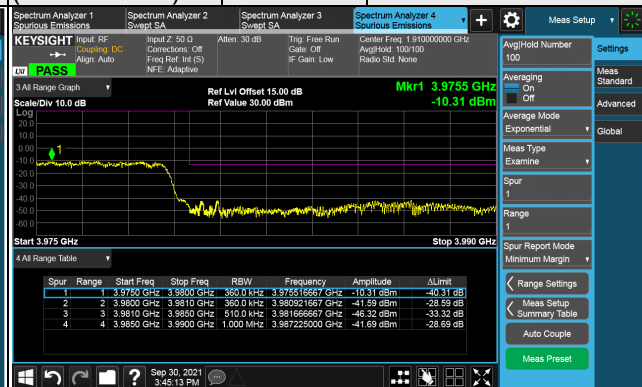 Spectrum Analyzer 1
Spurious Emissions
Spectrum Analyzer 2
Swept SA
Spectrum Analyzer 3
Swept SA
Spectrum Analyzer 4
Spurious Emissions
Meas Setup
KEYSIGHT
Input: RF
Coupling: DC
Align: Auto
Input Z: 50 Ω
Corrections: Off
Freq Ref: Int (S)
NFE: Adaptive
Atten: 30 dB
Trig: Free Run
Gate: Off
IF Gain: Low
Center Freq: 1.910000000 GHz
Avg|Hold: 100/100
Radio Std: None
LXI
PASS
3 All Range Graph
Scale/Div 10.0 dB
Ref Lvl Offset 15.00 dB
Ref Value 30.00 dBm
Mkr1 3.9755 GHz
-10.31 dBm
Log
20.0
10.0
0.00
-10.0
-20.0
-30.0
-40.0
-50.0
-60.0
1
Start 3.975 GHz
Stop 3.990 GHz
4 All Range Table
Spur Range Start Freq Stop Freq RBW Frequency Amplitude ΔLimit
1 1 3.9750 GHz 3.9800 GHz 360.0 kHz 3.975516667 GHz -10.31 dBm -40.31 dB
2 2 3.9800 GHz 3.9810 GHz 360.0 kHz 3.980921667 GHz -41.59 dBm -28.59 dB
3 3 3.9810 GHz 3.9850 GHz 510.0 kHz 3.981666667 GHz -46.32 dBm -33.32 dB
4 4 3.9850 GHz 3.9900 GHz 1.000 MHz 3.987225000 GHz -41.69 dBm -28.69 dB
Avg|Hold Number
100
Averaging
On
Off
Average Mode
Exponential
Meas Type
Examine
Spur
1
Range
1
Spur Report Mode
Minimum Margin
Range Settings
Meas Setup
Summary Table
Auto Couple
Meas Preset
Settings
Meas
Standard
Advanced
Global
Sep 30, 2021
3:45:13 PM